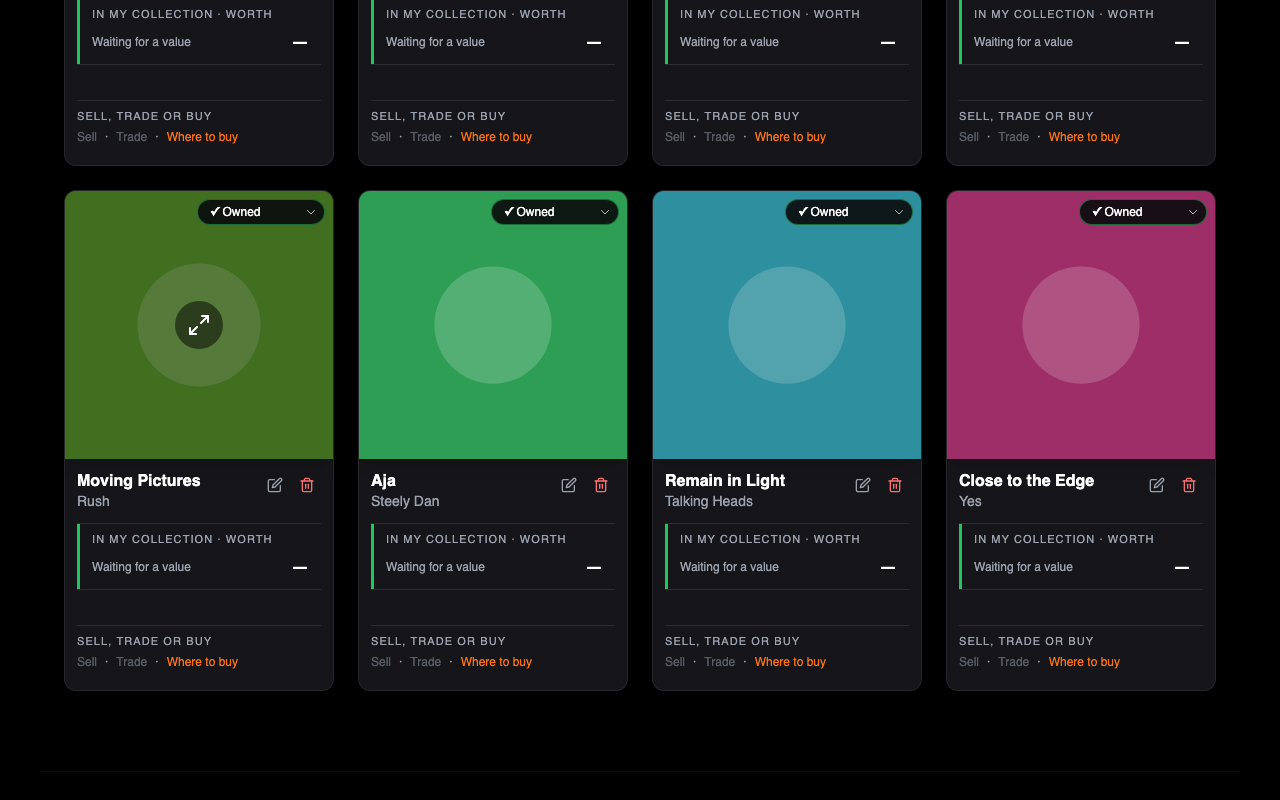 IN MY COLLECTION · WORTH
Waiting for a value —
SELL, TRADE OR BUY
Sell · Trade · Where to buy
IN MY COLLECTION · WORTH
Waiting for a value —
SELL, TRADE OR BUY
Sell · Trade · Where to buy
IN MY COLLECTION · WORTH
Waiting for a value —
SELL, TRADE OR BUY
Sell · Trade · Where to buy
IN MY COLLECTION · WORTH
Waiting for a value —
SELL, TRADE OR BUY
Sell · Trade · Where to buy
✓ Owned
Moving Pictures
Rush
IN MY COLLECTION · WORTH
Waiting for a value —
SELL, TRADE OR BUY
Sell · Trade · Where to buy
✓ Owned
Aja
Steely Dan
IN MY COLLECTION · WORTH
Waiting for a value —
SELL, TRADE OR BUY
Sell · Trade · Where to buy
✓ Owned
Remain in Light
Talking Heads
IN MY COLLECTION · WORTH
Waiting for a value —
SELL, TRADE OR BUY
Sell · Trade · Where to buy
✓ Owned
Close to the Edge
Yes
IN MY COLLECTION · WORTH
Waiting for a value —
SELL, TRADE OR BUY
Sell · Trade · Where to buy